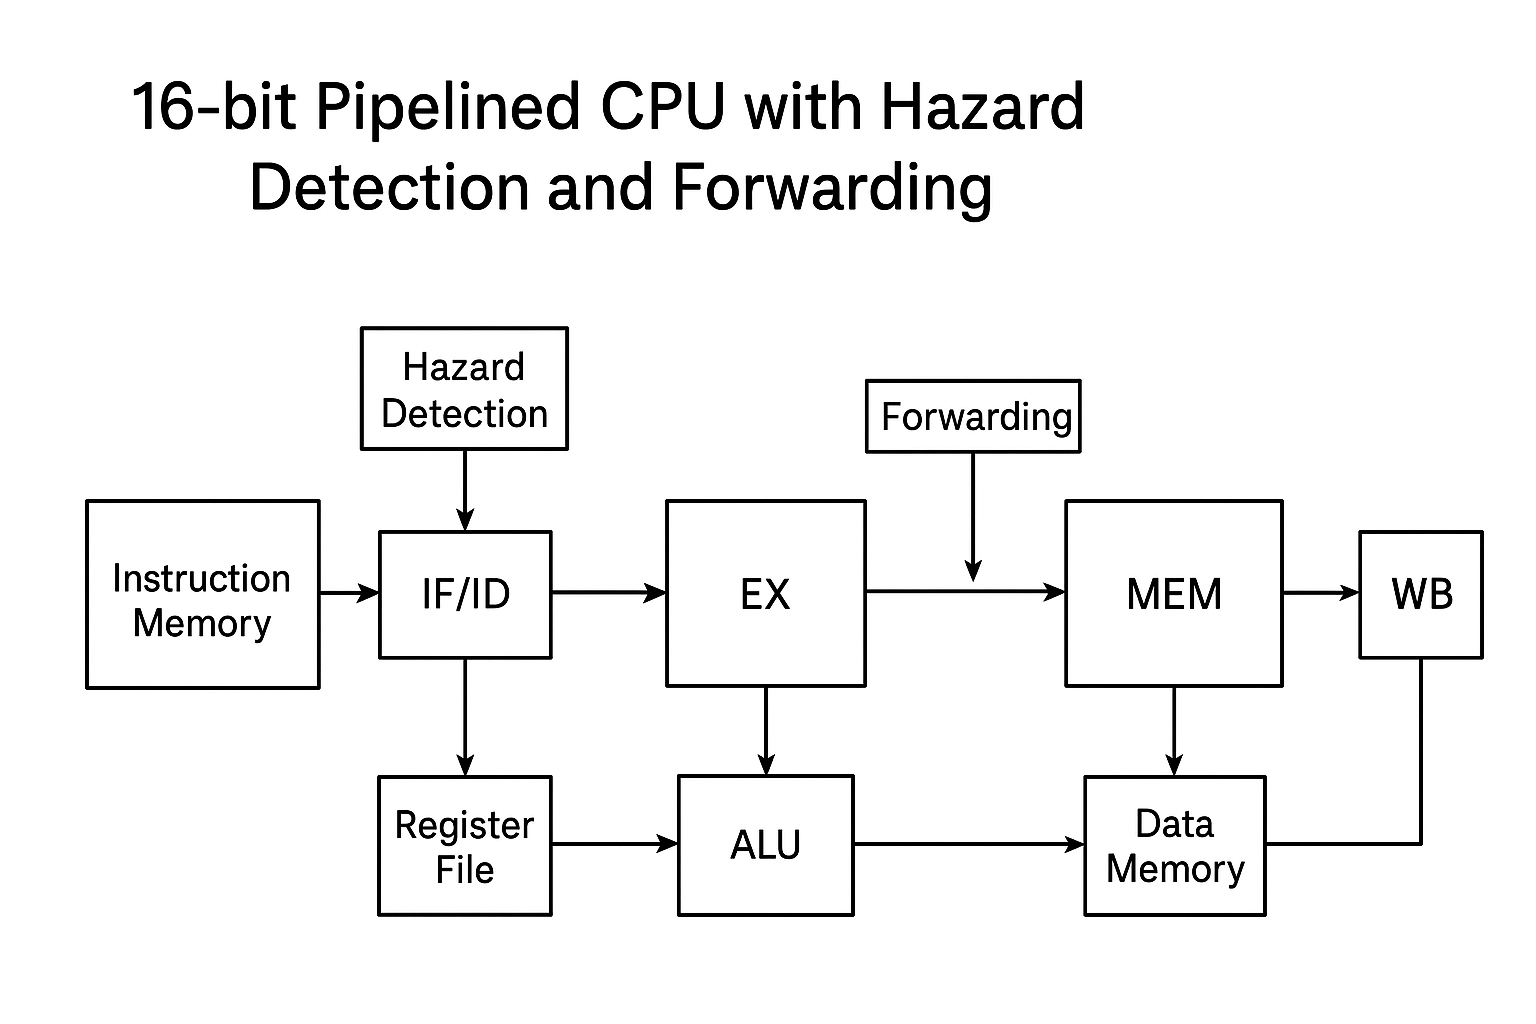 16-bit Pipelined CPU with Hazard
Detection and Forwarding
Hazard
Detection
Forwarding
Instruction
Memory
IF/ID
EX
MEM
WB
Register
File
ALU
Data
Memory